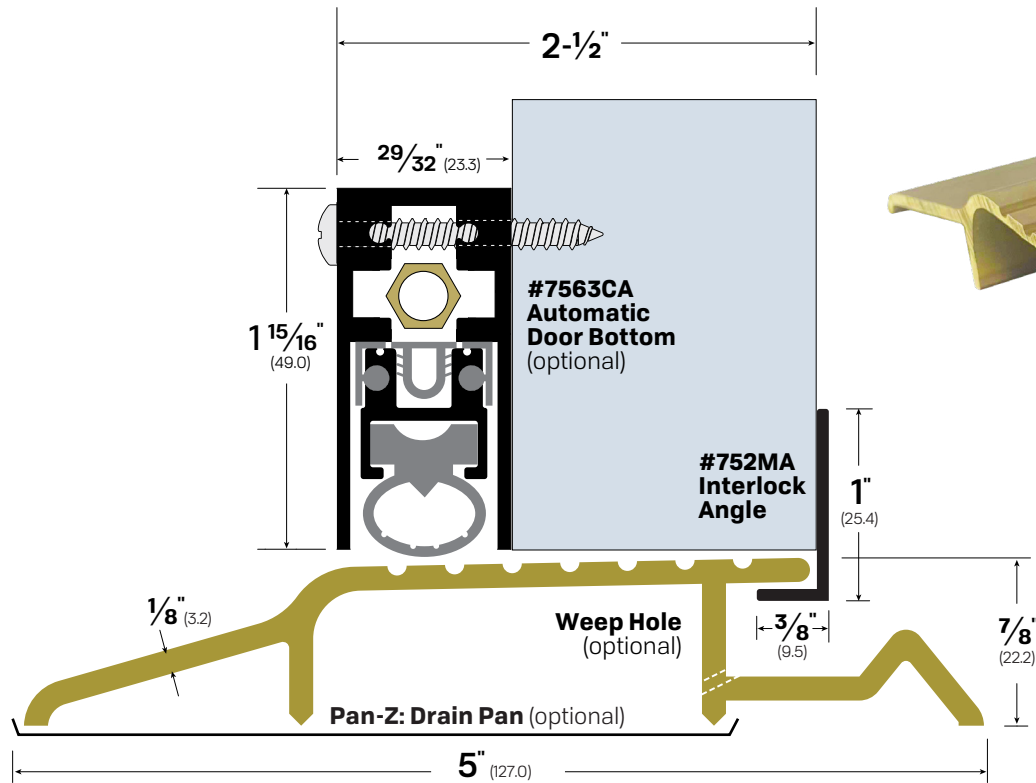 2-½"
29/32" (23.3)
1 15/16"
(49.0)
#7563CA
Automatic
Door Bottom
(optional)
#752MA
Interlock
Angle
1"
(25.4)
1/8" (3.2)
Weep Hole
(optional)
3/8"
(9.5)
7/8"
(22.2)
Pan-Z: Drain Pan (optional)
5" (127.0)